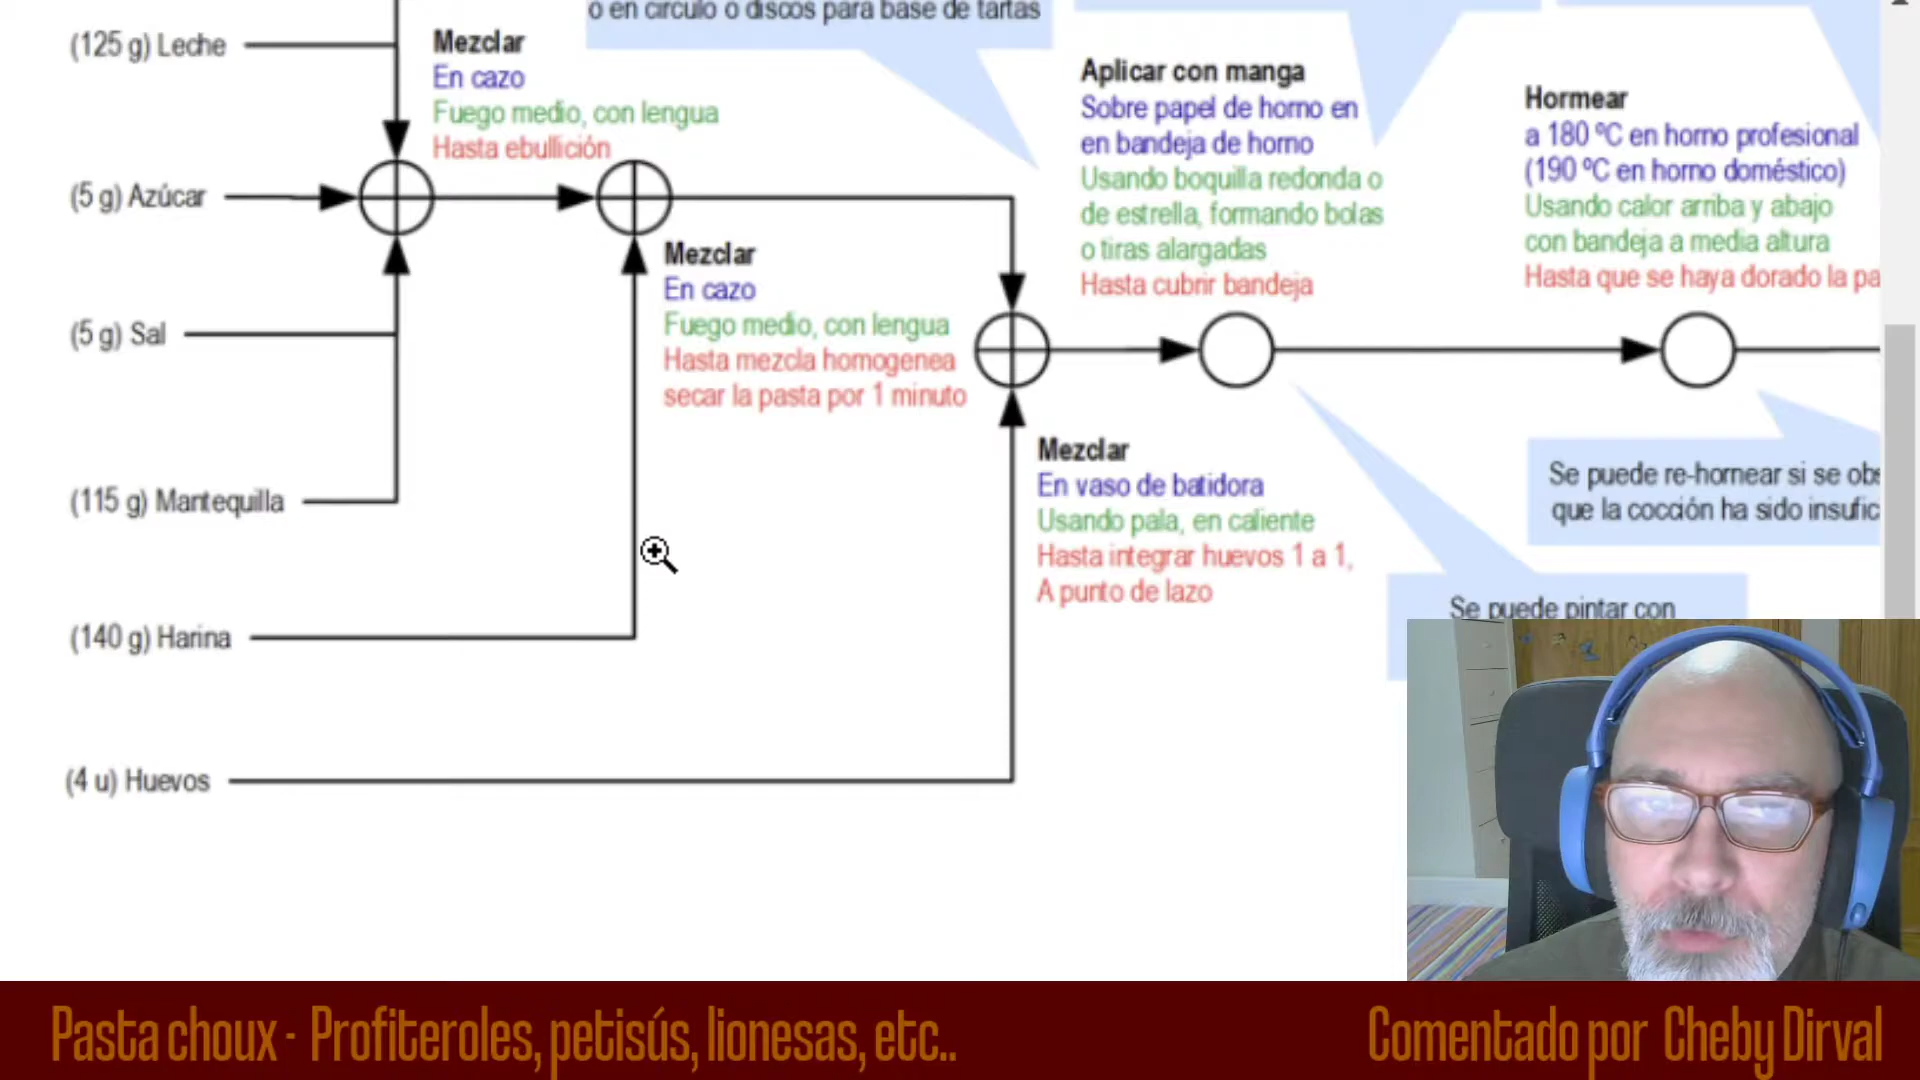 o en círculo o discos para base de tartas
(125 g) Leche
Mezclar
En cazo
Fuego medio, con lengua
Hasta ebullición
(5 g) Azúcar
(5 g) Sal
(115 g) Mantequilla
(140 g) Harina
(4 u) Huevos
Mezclar
En cazo
Fuego medio, con lengua
Hasta mezcla homogenea
secar la pasta por 1 minuto
Mezclar
En vaso de batidora
Usando pala, en caliente
Hasta integrar huevos 1 a 1,
A punto de lazo
Aplicar con manga
Sobre papel de horno en
en bandeja de horno
Usando boquilla redonda o
de estrella, formando bolas
o tiras alargadas
Hasta cubrir bandeja
Hornear
a 180 ºC en horno profesional
(190 ºC en horno doméstico)
Usando calor arriba y abajo
con bandeja a media altura
Hasta que se haya dorado la pa
Se puede re-hornear si se obs
que la cocción ha sido insufic
Se puede pintar con
Pasta choux - Profiteroles, petisús, lionesas, etc..
Comentado por Cheby Dirval